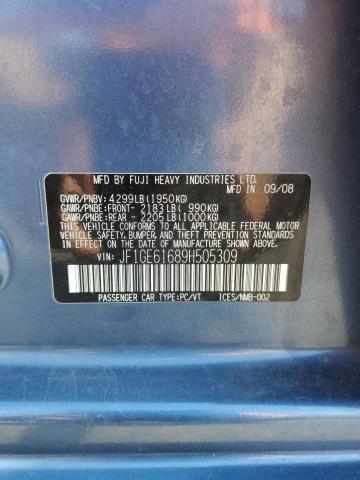 MFD BY FUJI HEAVY INDUSTRIES LTD.
MFD IN 09/08
GVWR/PNBV: 4299LB(1950KG)
GAWR/PNBE:FRONT- 2183LB( 990KG)
GAWR/PNBE:REAR - 2205LB(1000KG)
THIS VEHICLE CONFORMS TO ALL APPLICABLE FEDERAL MOTOR
VEHICLE SAFETY, BUMPER AND THEFT PREVENTION STANDARDS
IN EFFECT ON THE DATE OF MANUFACTURE SHOWN ABOVE.
VIN: JF1GE61689H505309
PASSENGER CAR TYPE:PC/VT ICES/NMB-002